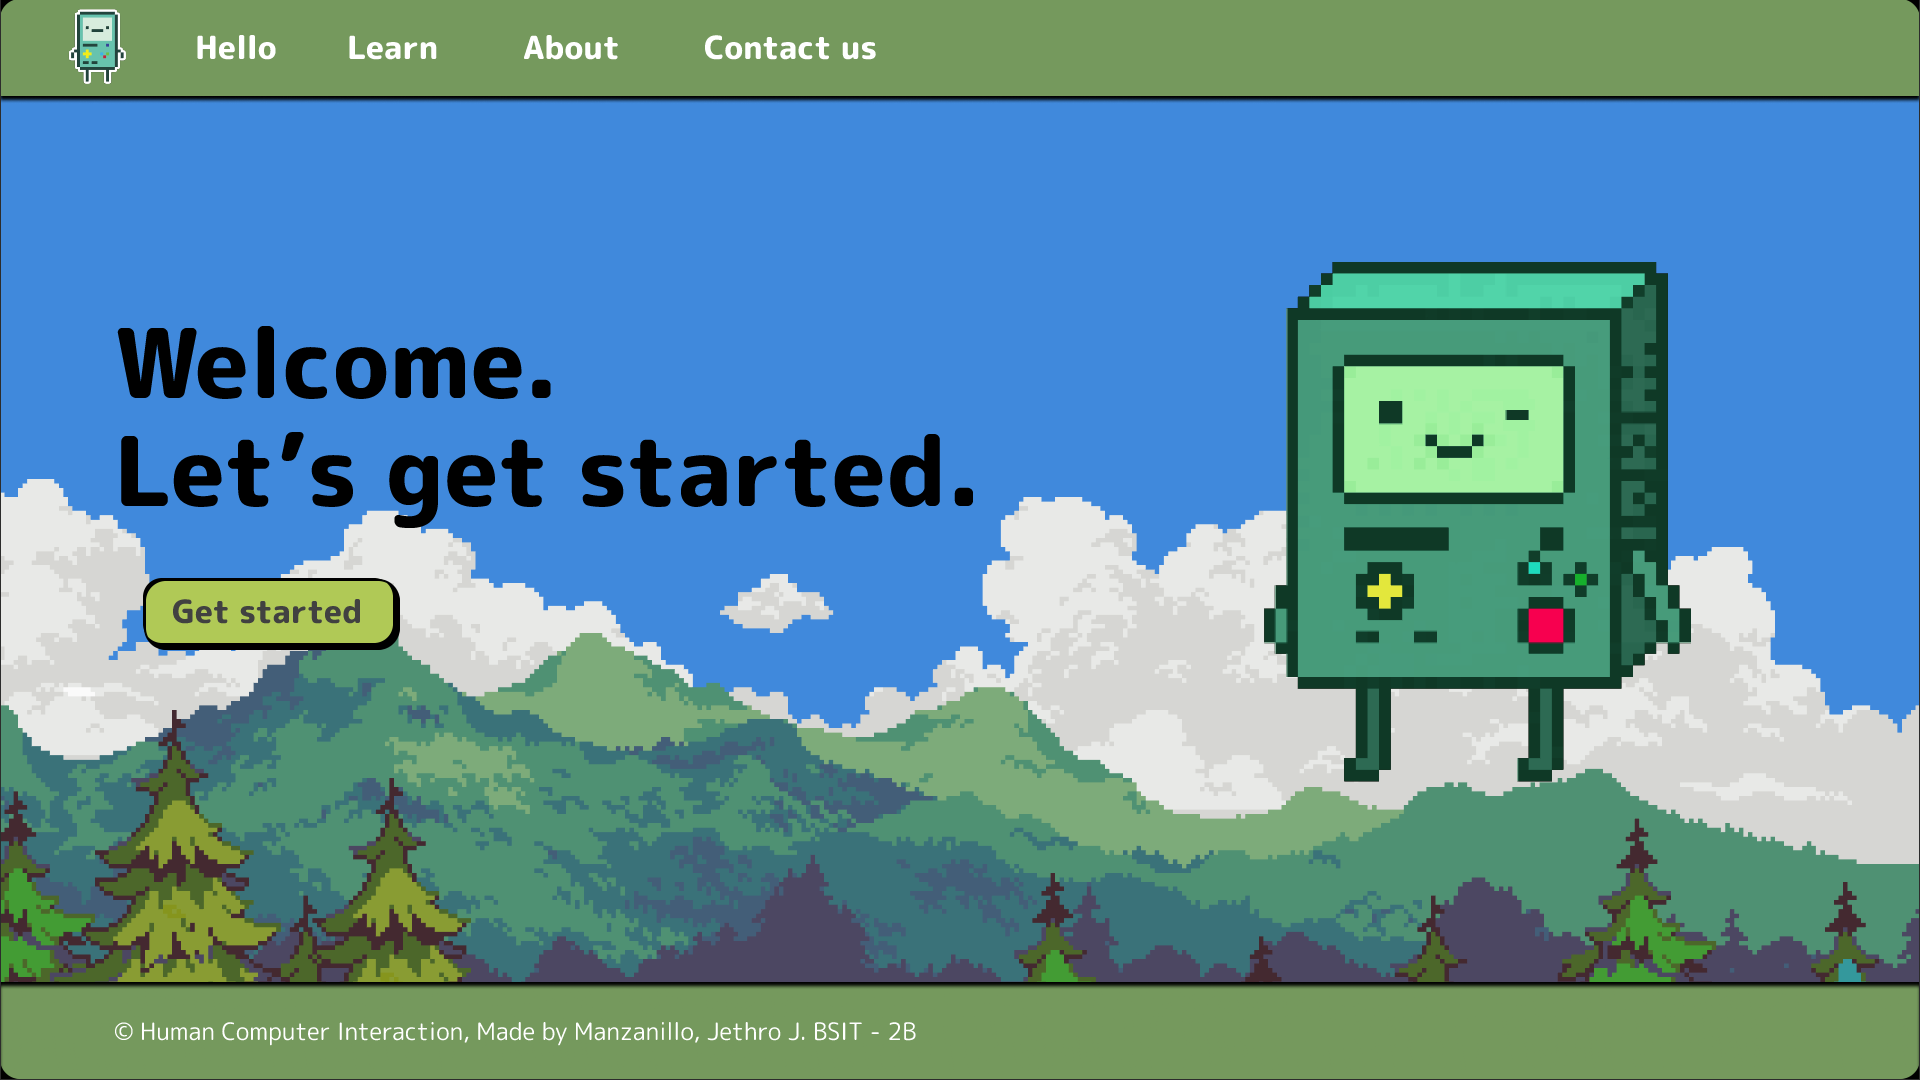 Hello Learn About Contact us
Welcome.
Let’s get started.
Get started
© Human Computer Interaction, Made by Manzanillo, Jethro J. BSIT - 2B